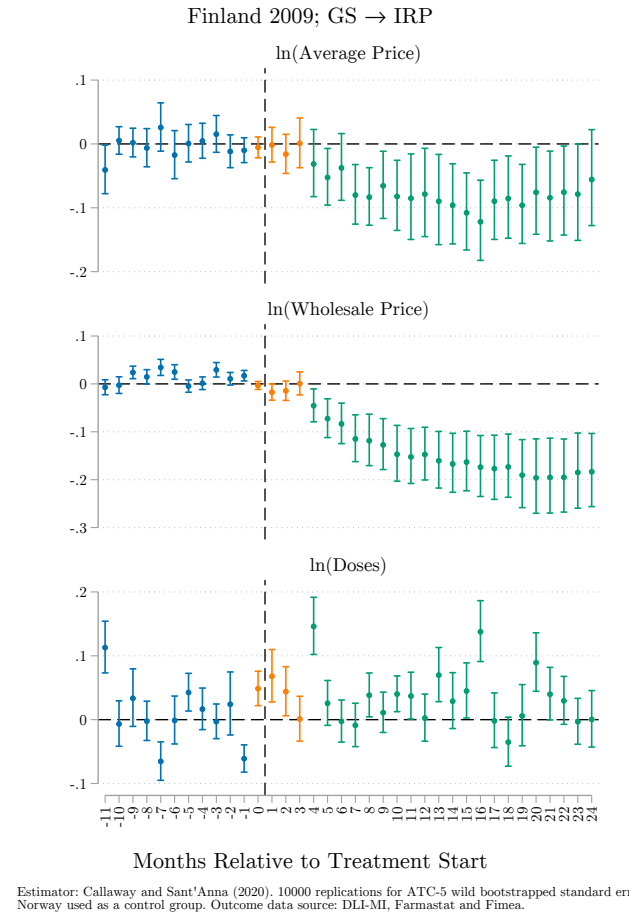 Finland 2009; GS → IRP
ln(Average Price)
.1
0
-.1
-.2
ln(Wholesale Price)
.1
0
-.1
-.2
-.3
ln(Doses)
.2
.1
0
-.1
-11 -10 -9 -8 -7 -6 -5 -4 -3 -2 -1 0 1 2 3 4 5 6 7 8 9 10 11 12 13 14 15 16 17 18 19 20 21 22 23 24
Months Relative to Treatment Start
Estimator: Callaway and Sant'Anna (2020). 10000 replications for ATC-5 wild bootstrapped standard err
Norway used as a control group. Outcome data source: DLI-MI, Farmastat and Fimea.